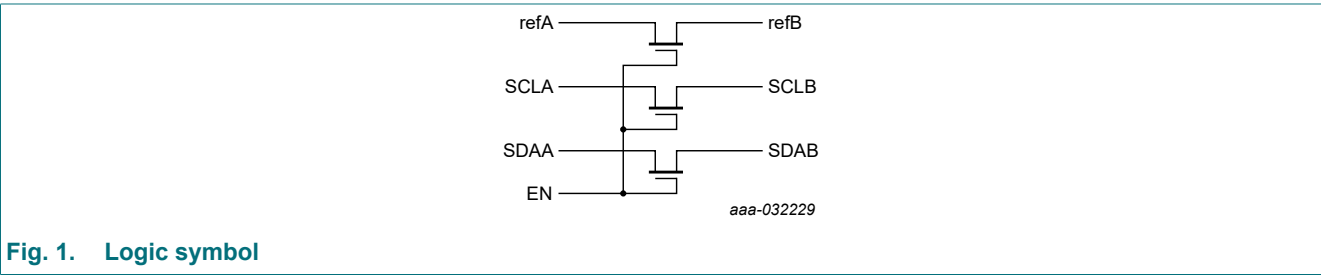 refA refB
SCLA SCLB
SDAA SDAB
EN
aaa-032229
Fig. 1. Logic symbol